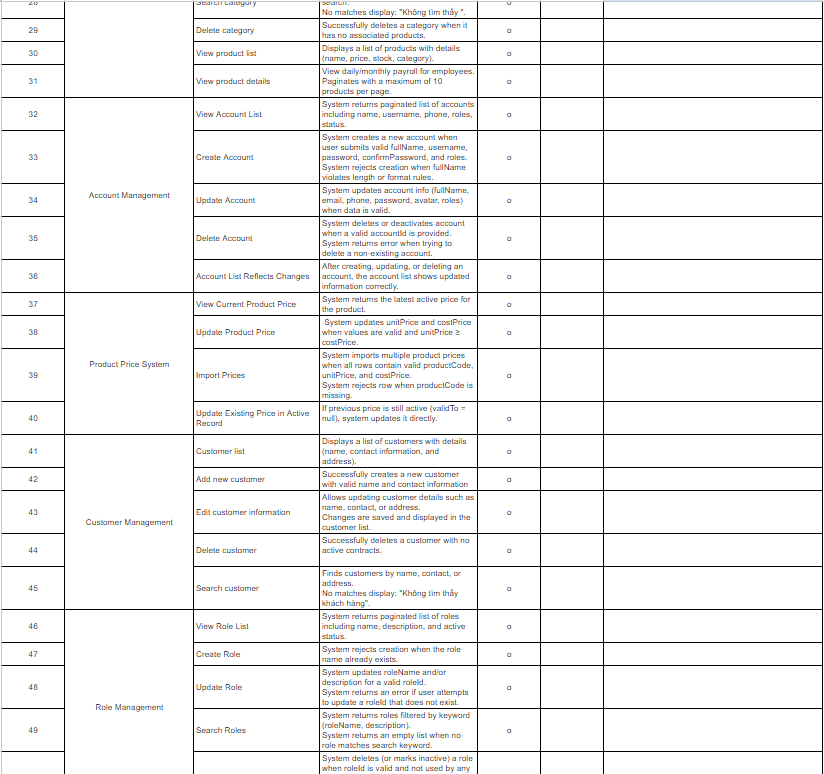 28
Search category
search.
No matches display: "Không tìm thấy ".
o
29
Delete category
Successfully deletes a category when it
has no associated products.
o
30
View product list
Displays a list of products with details
(name, price, stock, category).
o
31
View product details
View daily/monthly payroll for employees.
Paginates with a maximum of 10
products per page.
o
Account Management
32
View Account List
System returns paginated list of accounts
including name, username, phone, roles,
status.
o
33
Create Account
System creates a new account when
user submits valid fullName, username,
password, confirmPassword, and roles.
System rejects creation when fullName
violates length or format rules.
o
34
Update Account
System updates account info (fullName,
email, phone, password, avatar, roles)
when data is valid.
o
35
Delete Account
System deletes or deactivates account
when a valid accountId is provided.
System returns error when trying to
delete a non-existing account.
o
36
Account List Reflects Changes
After creating, updating, or deleting an
account, the account list shows updated
information correctly.
o
Product Price System
37
View Current Product Price
System returns the latest active price for
the product.
o
38
Update Product Price
System updates unitPrice and costPrice
when values are valid and unitPrice ≥
costPrice.
o
39
Import Prices
System imports multiple product prices
when all rows contain valid productCode,
unitPrice, and costPrice.
System rejects row when productCode is
missing.
o
40
Update Existing Price in Active
Record
If previous price is still active (validTo =
null), system updates it directly.
o
Customer Management
41
Customer list
Displays a list of customers with details
(name, contact information, and
address).
o
42
Add new customer
Successfully creates a new customer
with valid name and contact information
o
43
Edit customer information
Allows updating customer details such as
name, contact, or address.
Changes are saved and displayed in the
customer list.
o
44
Delete customer
Successfully deletes a customer with no
active contracts.
o
45
Search customer
Finds customers by name, contact, or
address.
No matches display: "Không tìm thấy
khách hàng".
o
Role Management
46
View Role List
System returns paginated list of roles
including name, description, and active
status.
o
47
Create Role
System rejects creation when the role
name already exists.
o
48
Update Role
System updates roleName and/or
description for a valid roleId.
System returns an error if user attempts
to update a roleId that does not exist.
o
49
Search Roles
System returns roles filtered by keyword
(roleName, description).
System returns an empty list when no
role matches search keyword.
o
System deletes (or marks inactive) a role
when roleId is valid and not used by any